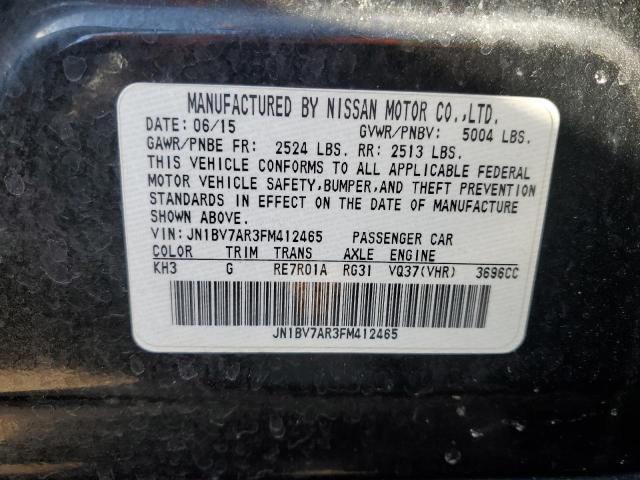 MANUFACTURED BY NISSAN MOTOR CO.,LTD.
DATE: 06/15 GVWR/PNBV: 5004 LBS.
GAWR/PNBE FR: 2524 LBS. RR: 2513 LBS.
THIS VEHICLE CONFORMS TO ALL APPLICABLE FEDERAL
MOTOR VEHICLE SAFETY,BUMPER,AND THEFT PREVENTION
STANDARDS IN EFFECT ON THE DATE OF MANUFACTURE
SHOWN ABOVE.
VIN: JN1BV7AR3FM412465 PASSENGER CAR
COLOR TRIM TRANS AXLE ENGINE
KH3 G RE7R01A RG31 VQ37(VHR) 3696CC
JN1BV7AR3FM412465